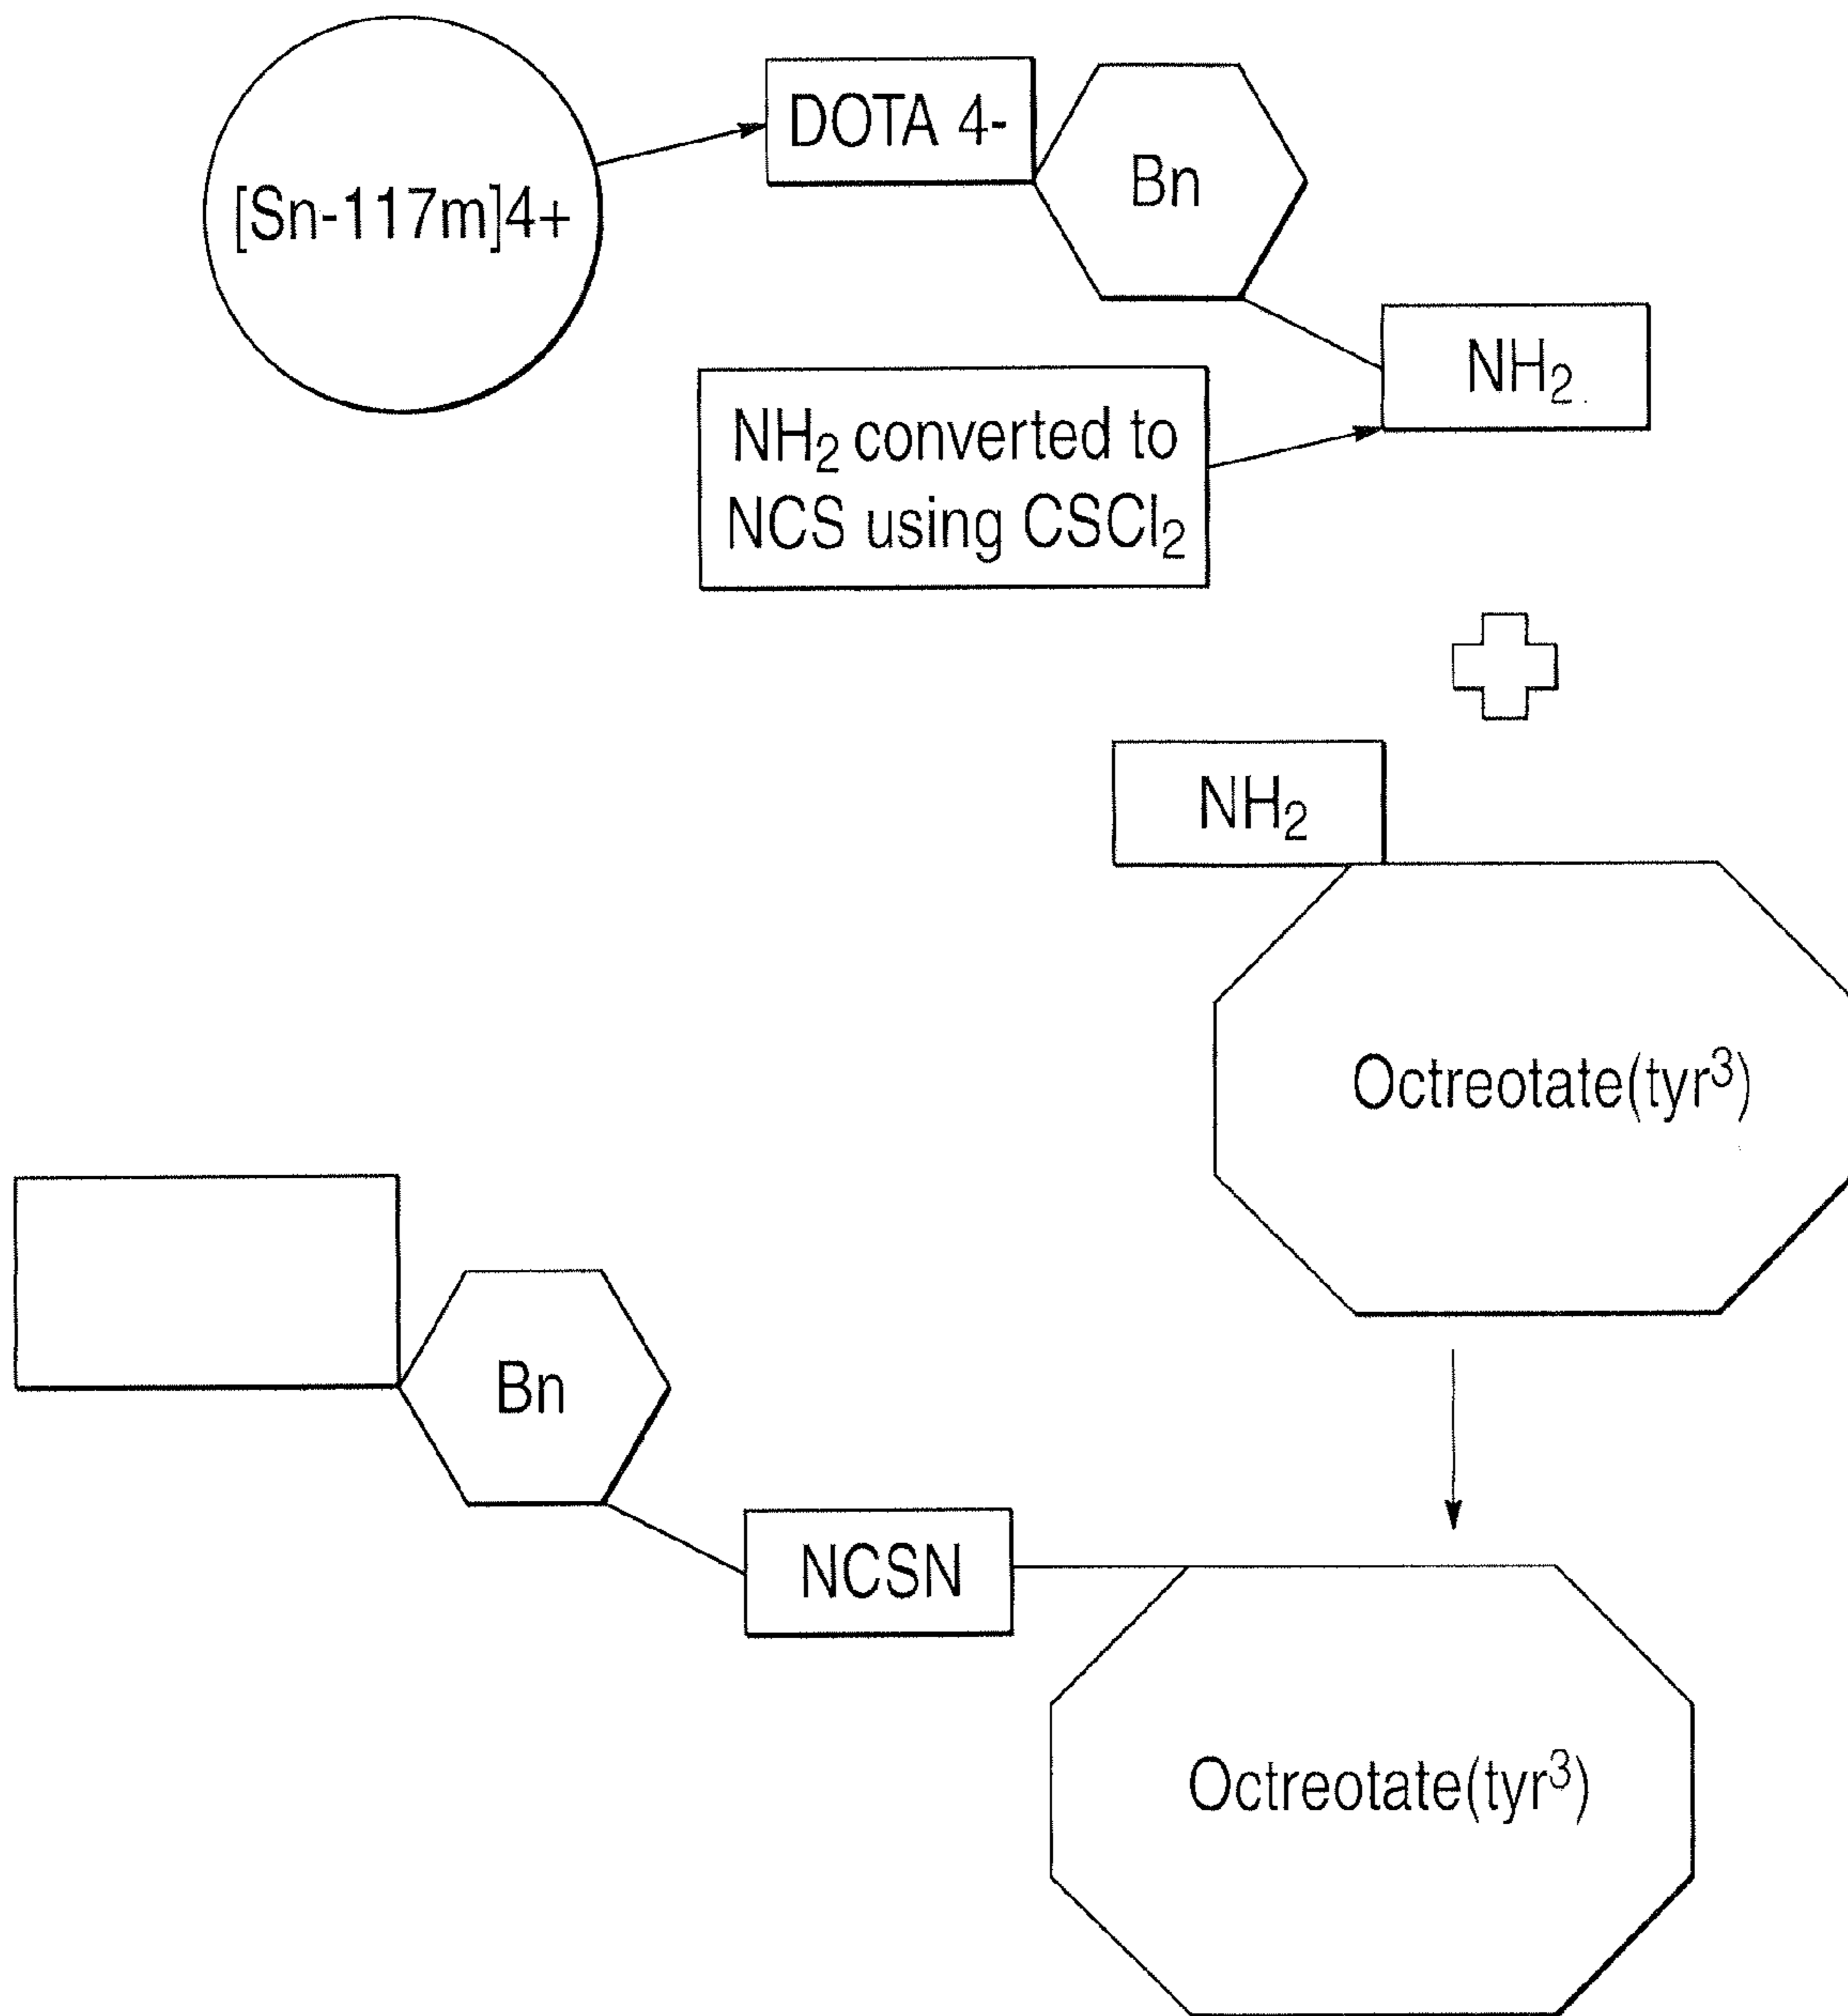 [Sn-117m]4+
DOTA 4-
Bn
NH₂
NH₂ converted to
NCS using CSCl₂
NH₂
Octreotate(tyr³)
Bn
NCSN
Octreotate(tyr³)